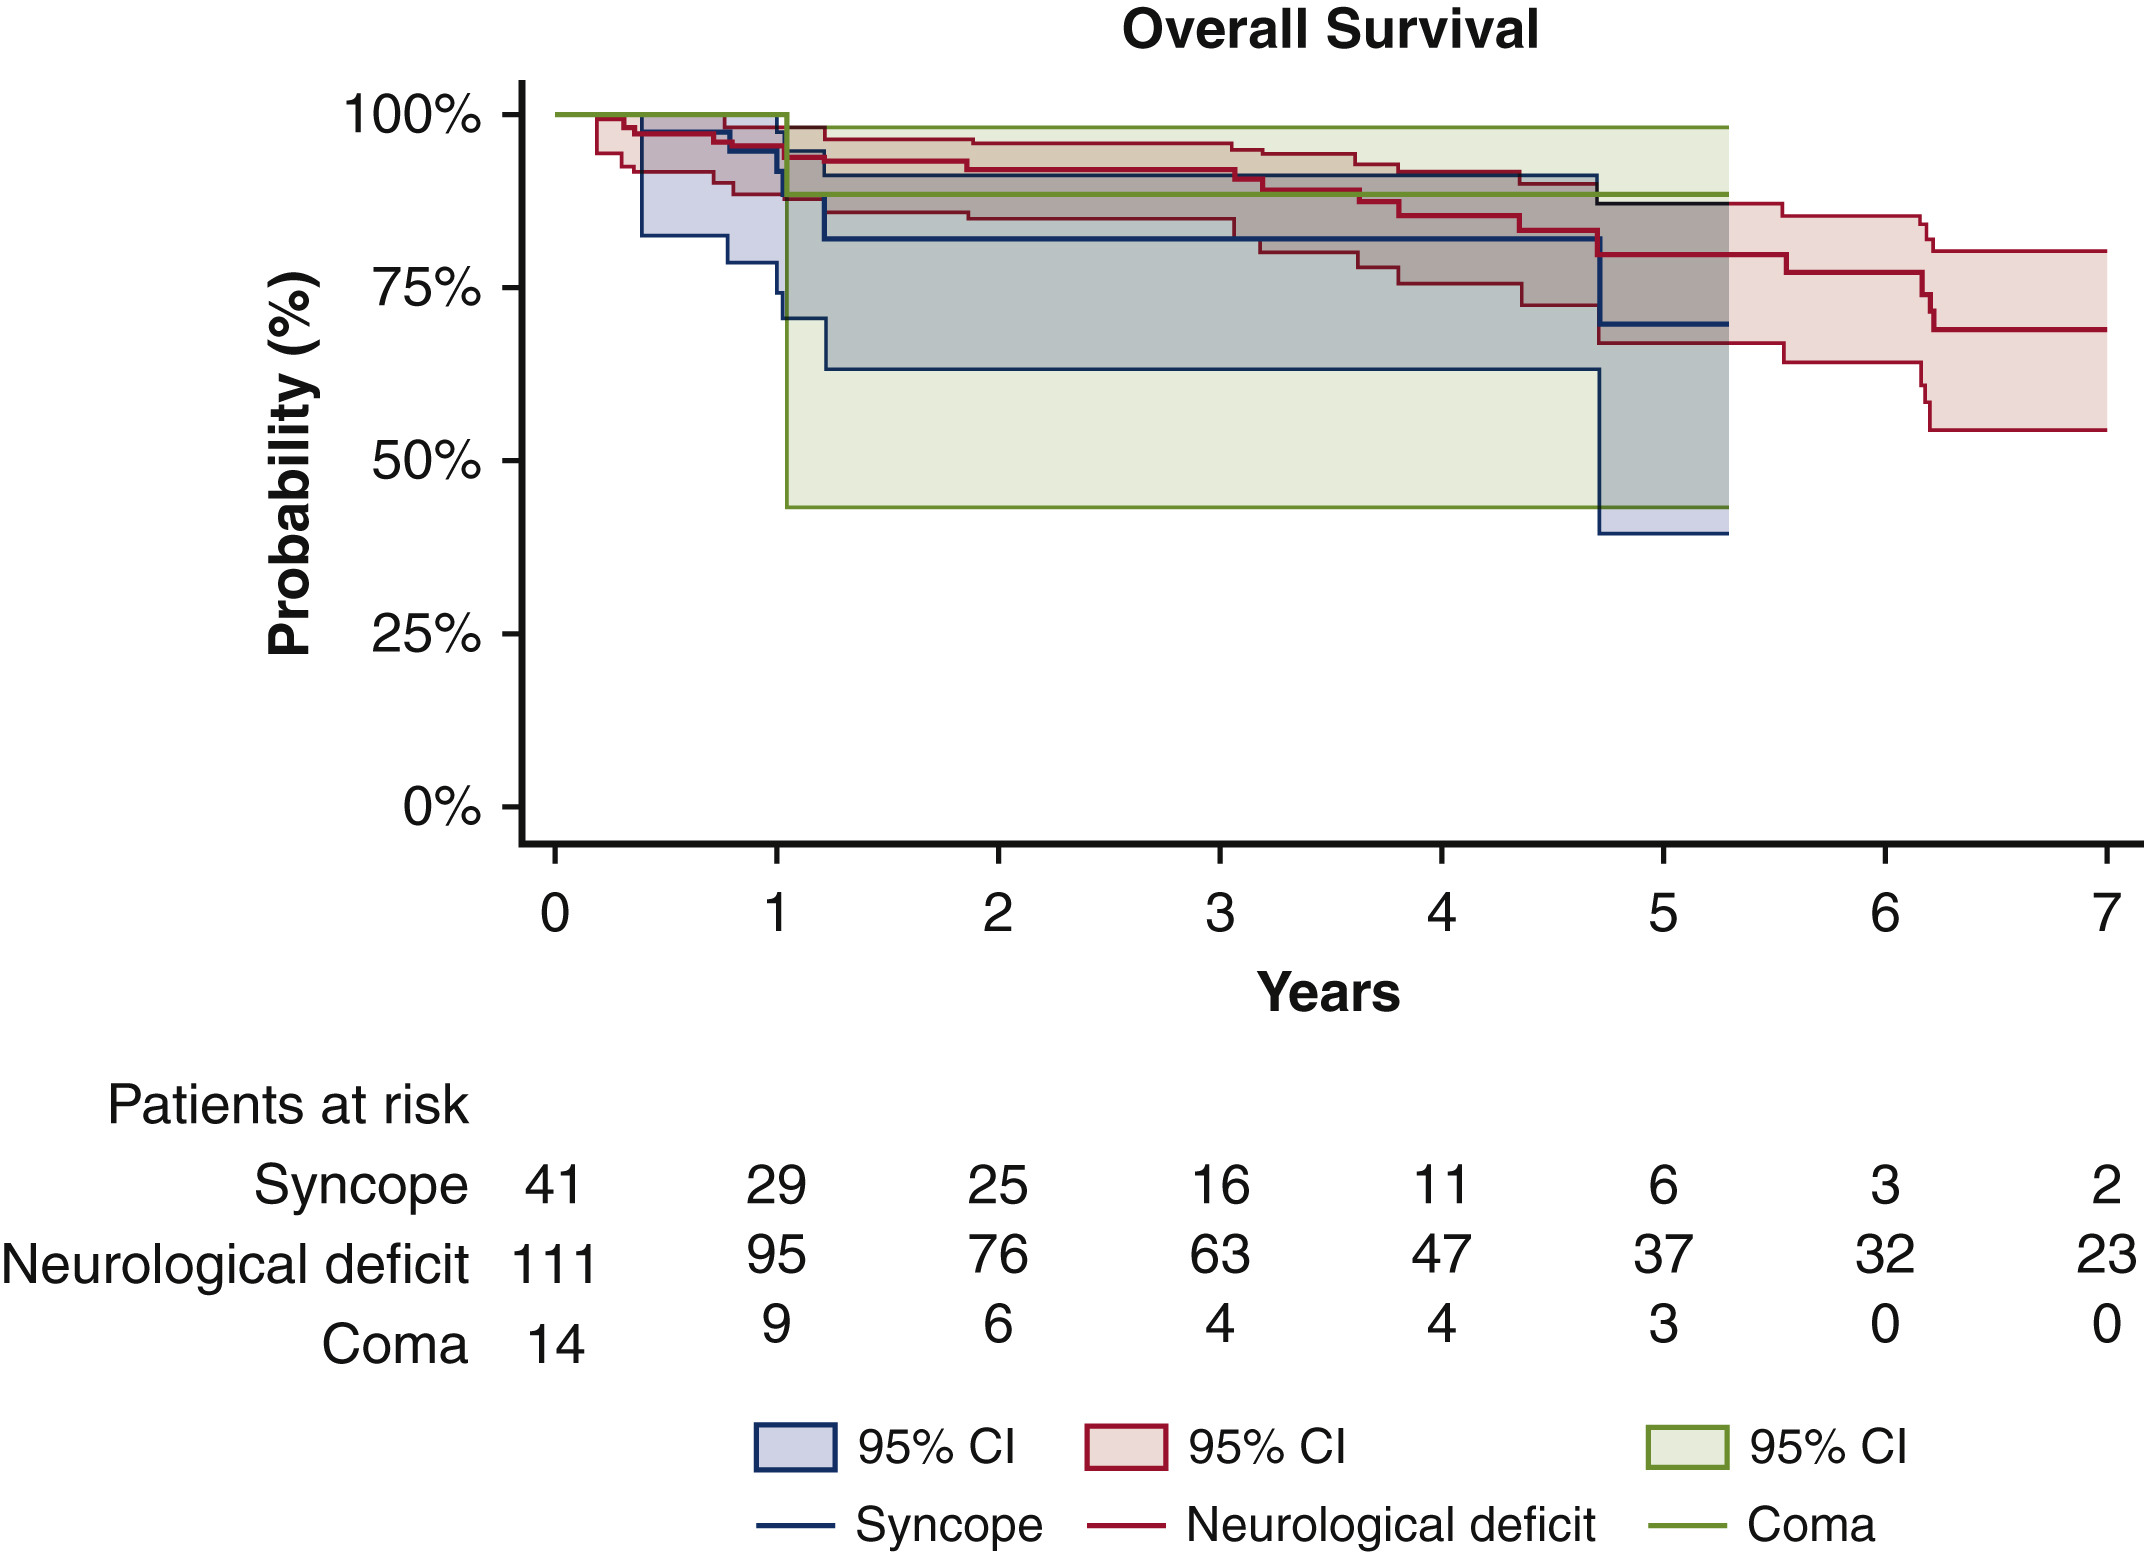 Overall Survival
100%
75%
50%
25%
0%
Probability (%)
0 1 2 3 4 5 6 7
Years
Patients at risk
Syncope 41 29 25 16 11 6 3 2
Neurological deficit 111 95 76 63 47 37 32 23
Coma 14 9 6 4 4 3 0 0
95% CI 95% CI 95% CI
Syncope Neurological deficit Coma